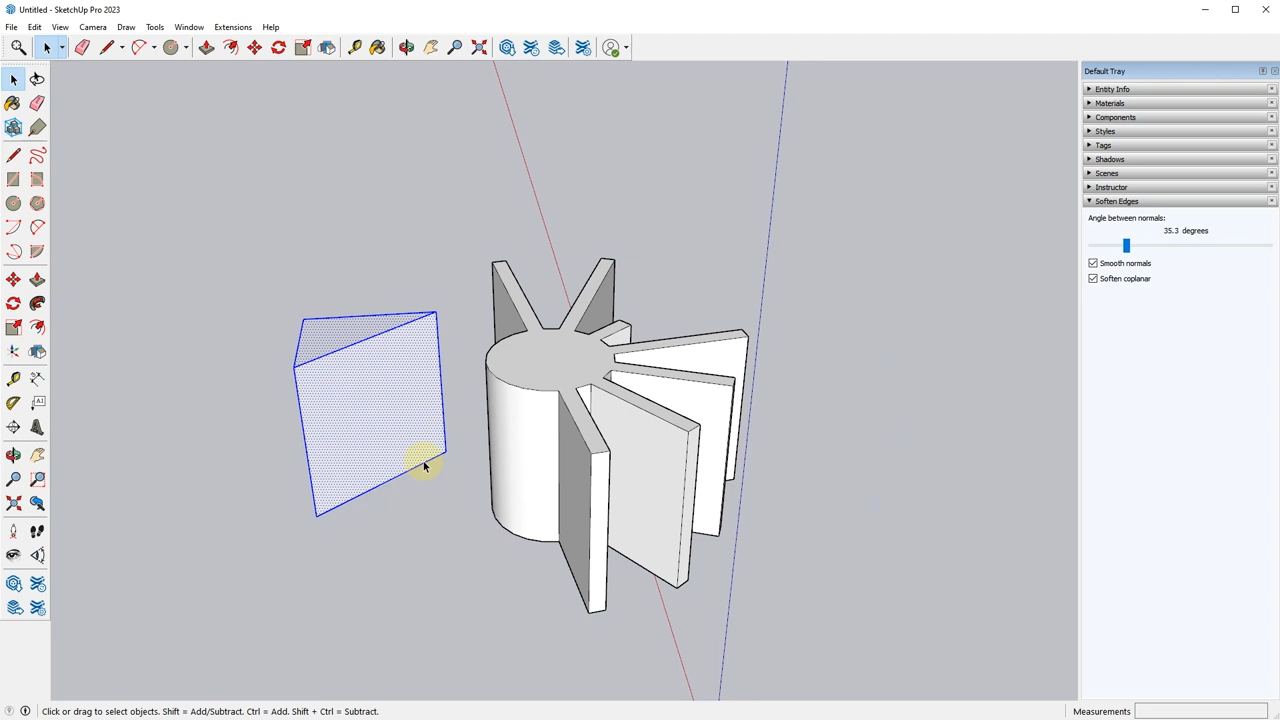 Untitled - SketchUp Pro 2023
File Edit View Camera Draw Tools Window Extensions Help
Default Tray
Entity Info
Materials
Components
Styles
Tags
Shadows
Scenes
Instructor
Soften Edges
Angle between normals:
35.3 degrees
Smooth normals
Soften coplanar
Click or drag to select objects. Shift = Add/Subtract. Ctrl = Add. Shift + Ctrl = Subtract.
Measurements